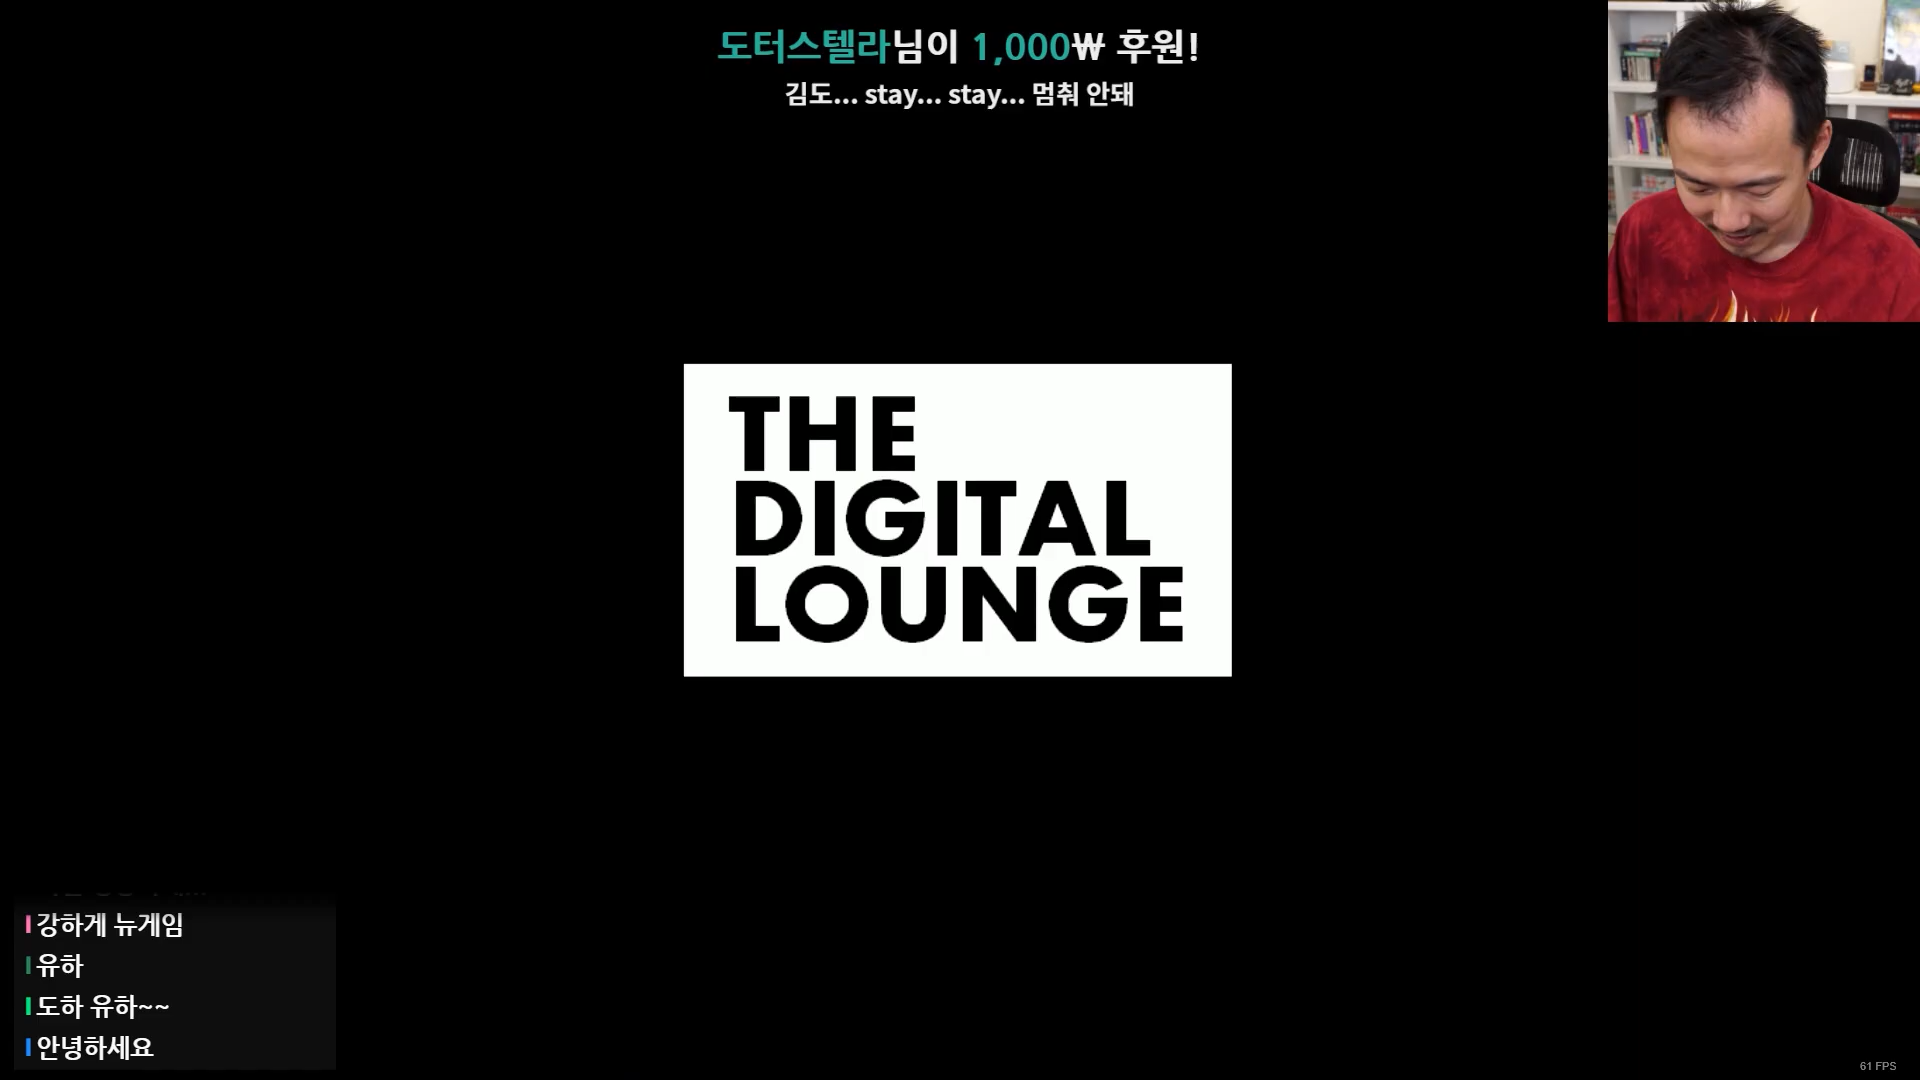 도터스텔라님이 1,000₩ 후원!
김도... stay... stay... 멈춰 안돼
THE
DIGITAL
LOUNGE
강하게 뉴게임
유하
도하 유하~~
안녕하세요
61 FPS